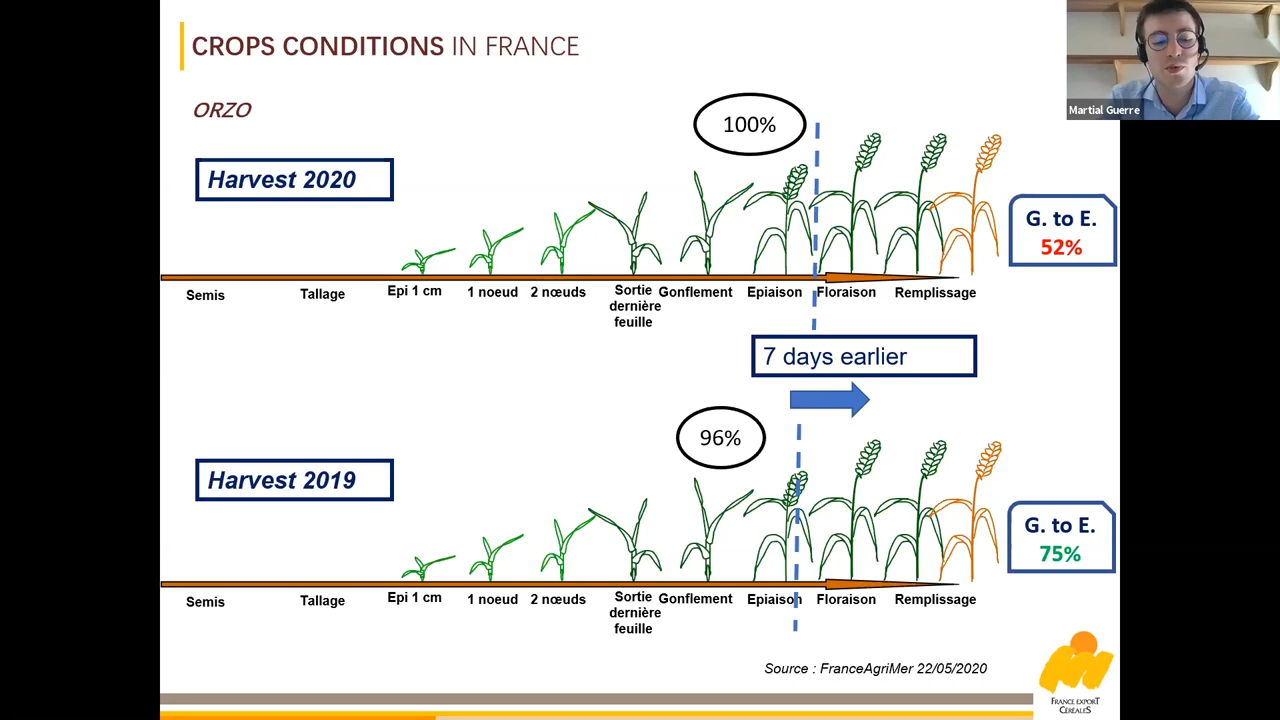 CROPS CONDITIONS IN FRANCE
Martial Guerre
ORZO
100%
Harvest 2020
G. to E.
52%
Semis
Tallage
Epi 1 cm
1 noeud
2 nœuds
Sortie
dernière
feuille
Gonflement
Epiaison
Floraison
Remplissage
7 days earlier
96%
Harvest 2019
G. to E.
75%
Semis
Tallage
Epi 1 cm
1 noeud
2 nœuds
Sortie
dernière
feuille
Gonflement
Epiaison
Floraison
Remplissage
Source : FranceAgriMer 22/05/2020
FRANCE EXPORT
CÉRÉALES